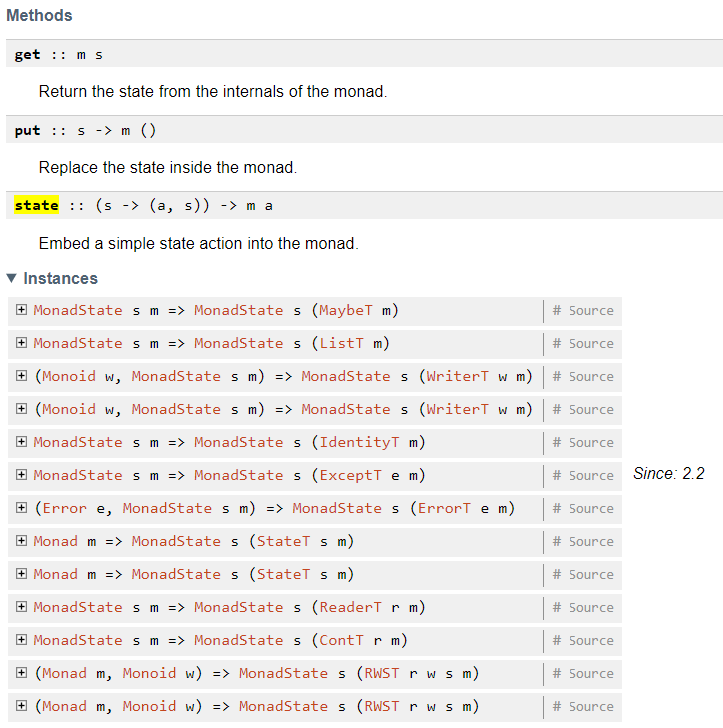 Methods
get :: m s
Return the state from the internals of the monad.
put :: s -> m ()
Replace the state inside the monad.
state :: (s -> (a, s)) -> m a
Embed a simple state action into the monad.
▼ Instances
MonadState s m => MonadState s (MaybeT m) # Source
MonadState s m => MonadState s (ListT m) # Source
(Monoid w, MonadState s m) => MonadState s (WriterT w m) # Source
(Monoid w, MonadState s m) => MonadState s (WriterT w m) # Source
MonadState s m => MonadState s (IdentityT m) # Source
MonadState s m => MonadState s (ExceptT e m) # Source Since: 2.2
(Error e, MonadState s m) => MonadState s (ErrorT e m) # Source
Monad m => MonadState s (StateT s m) # Source
Monad m => MonadState s (StateT s m) # Source
MonadState s m => MonadState s (ReaderT r m) # Source
MonadState s m => MonadState s (ContT r m) # Source
(Monad m, Monoid w) => MonadState s (RWST r w s m) # Source
(Monad m, Monoid w) => MonadState s (RWST r w s m) # Source